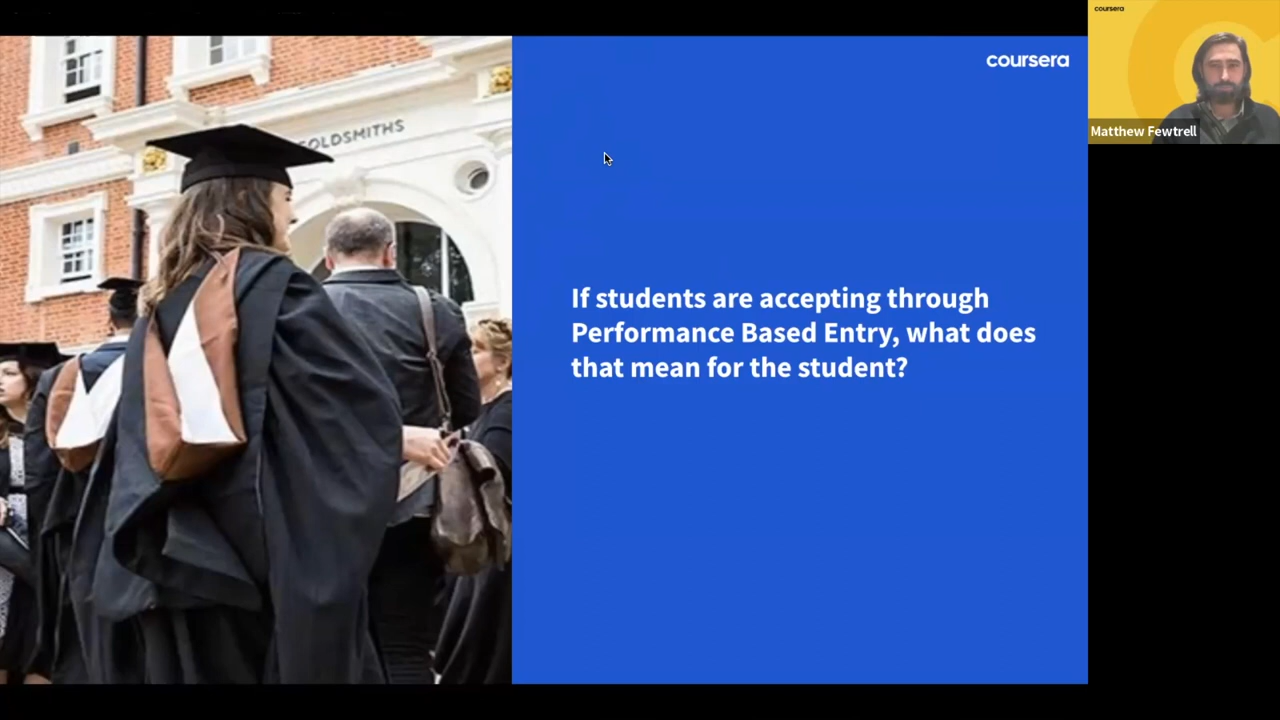 coursera
OLDSMITHS
coursera
If students are accepting through
Performance Based Entry, what does
that mean for the student?
Matthew Fewtrell